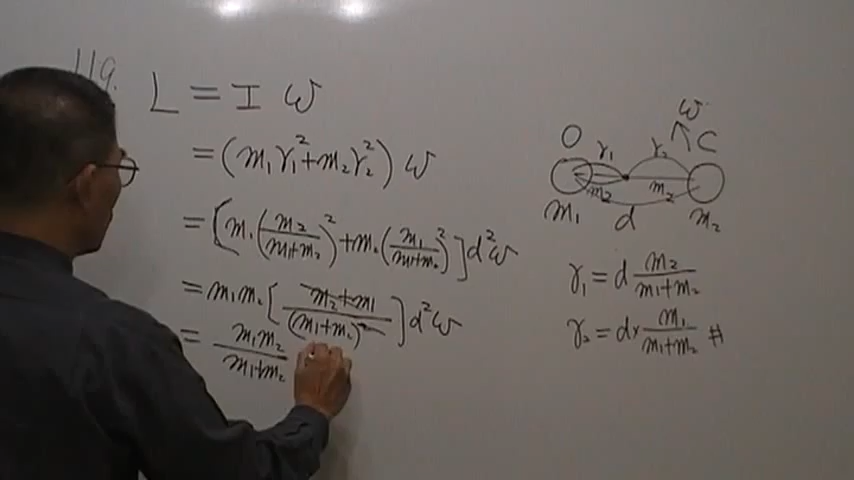 119.
L = I ω
= (m₁r₁² + m₂r₂²) ω
= [m₁(m₂/(m₁+m₂))² + m₂(m₁/(m₁+m₂))²]d²ω
= m₁m₂[(m₂+m₁)/(m₁+m₂)²]d²ω
= m₁m₂/(m₁+m₂)
ω
O r₁ r₂ C
m₂ m₂
m₁ d m₂
r₁ = d m₂/(m₁+m₂)
r₂ = d× m₁/(m₁+m₂) #